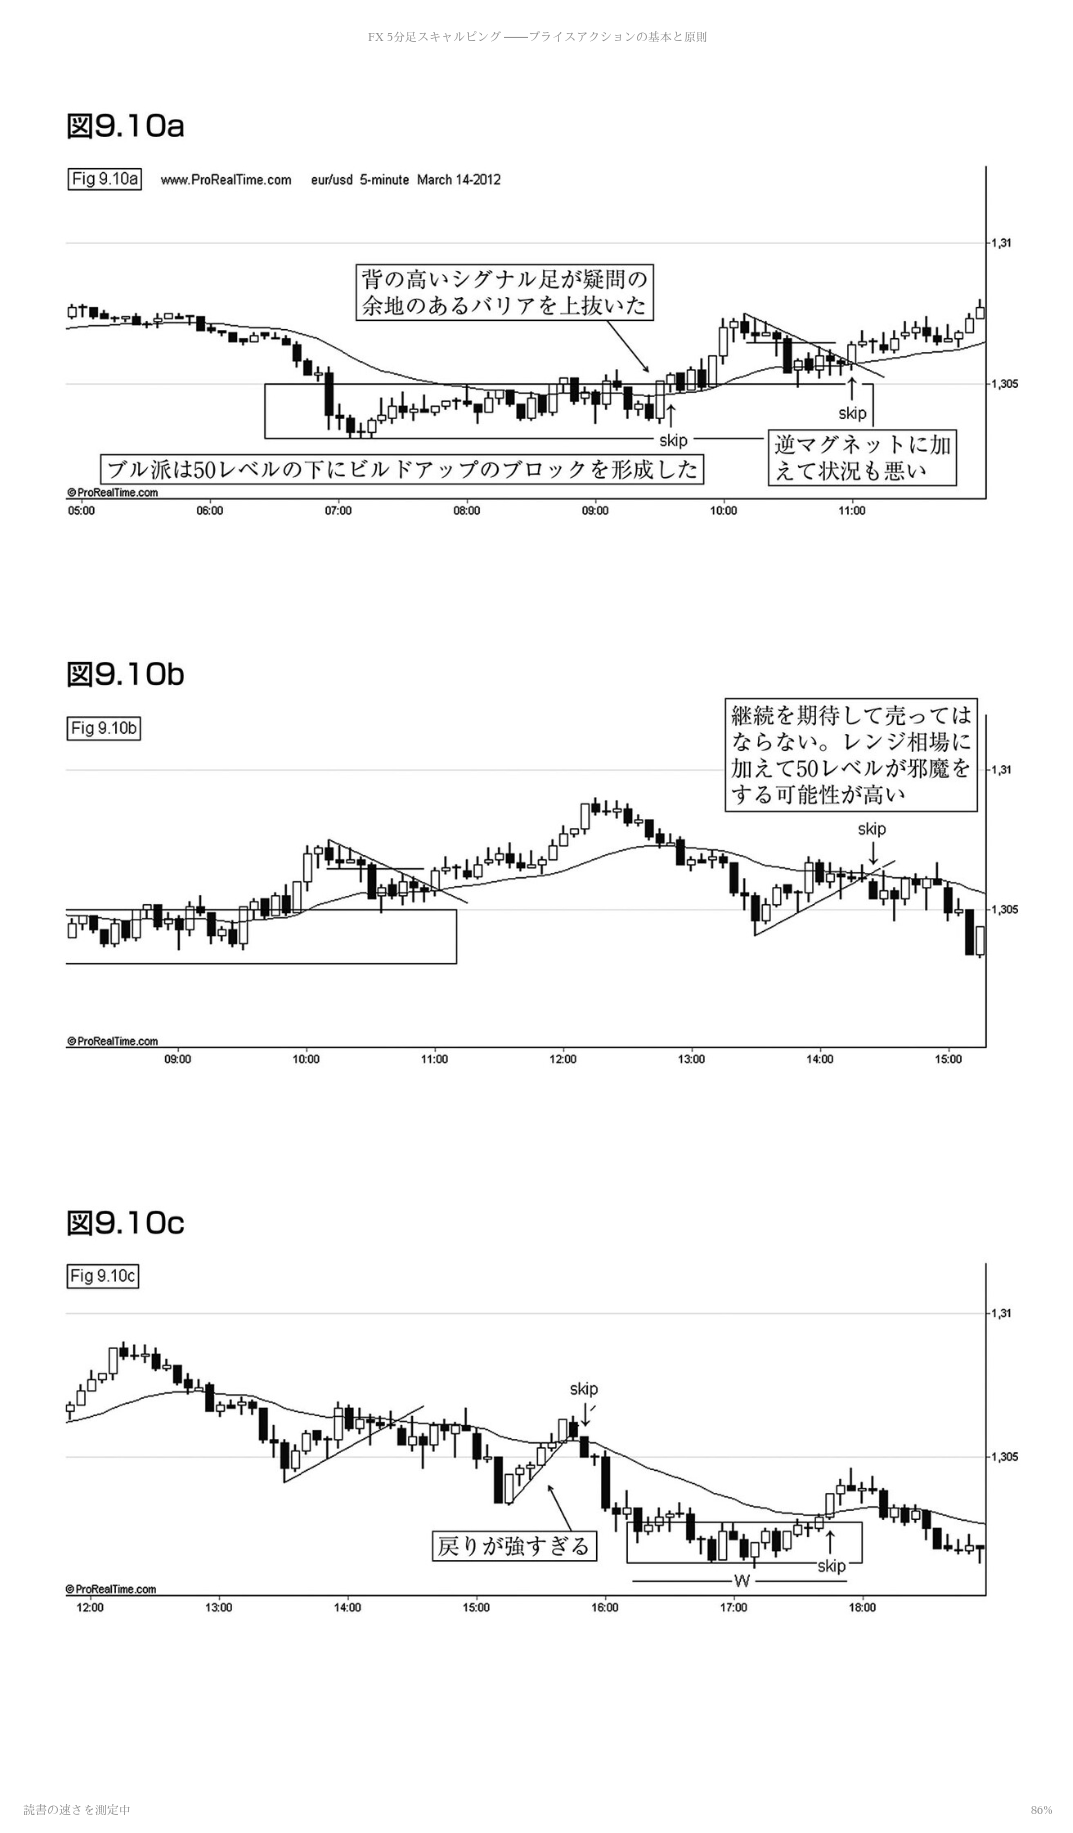 FX 5分足スキャルピング ――プライスアクションの基本と原則
図9.10a
Fig 9.10a www.ProRealTime.com eur/usd 5-minute March 14-2012
1,31
背の高いシグナル足が疑問の
余地のあるバリアを上抜いた
1,305
skip
skip
逆マグネットに加
えて状況も悪い
ブル派は50レベルの下にビルドアップのブロックを形成した
©ProRealTime.com
05:00 06:00 07:00 08:00 09:00 10:00 11:00
図9.10b
Fig 9.10b
継続を期待して売っては
ならない。レンジ相場に
加えて50レベルが邪魔を
する可能性が高い
1,31
skip
1,305
©ProRealTime.com
09:00 10:00 11:00 12:00 13:00 14:00 15:00
図9.10c
Fig 9.10c
1,31
skip
1,305
戻りが強すぎる
skip
W
©ProRealTime.com
12:00 13:00 14:00 15:00 16:00 17:00 18:00
読書の速さを測定中
86%